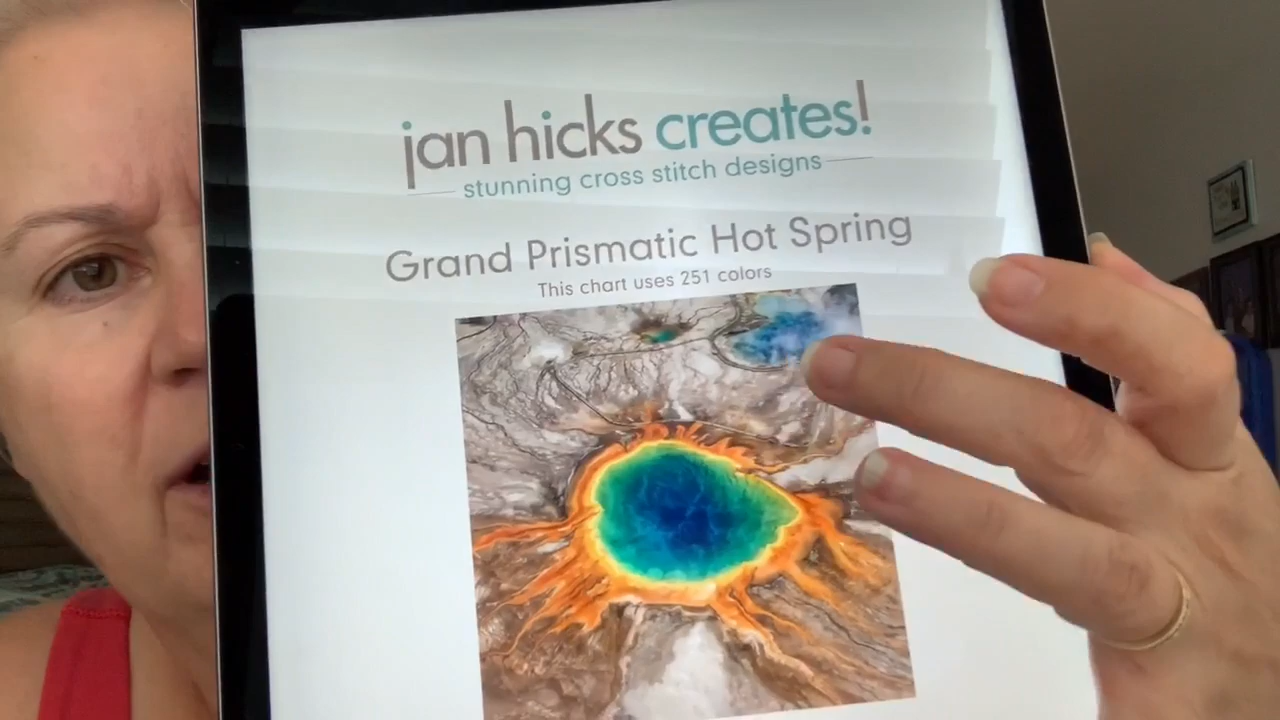 jan hicks creates!
stunning cross stitch designs
Grand Prismatic Hot Spring
This chart uses 251 colors